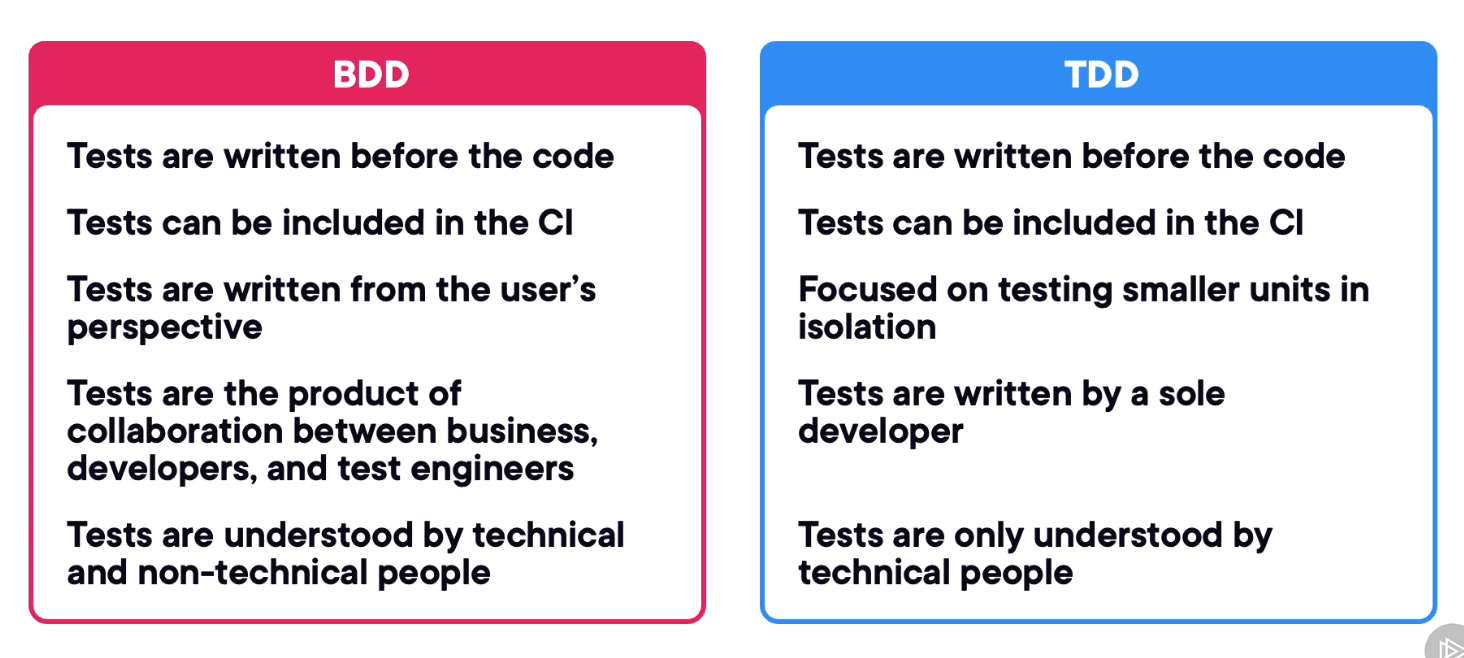 BDD
Tests are written before the code
Tests can be included in the CI
Tests are written from the user's
perspective
Tests are the product of
collaboration between business,
developers, and test engineers
Tests are understood by technical
and non-technical people
TDD
Tests are written before the code
Tests can be included in the CI
Focused on testing smaller units in
isolation
Tests are written by a sole
developer
Tests are only understood by
technical people